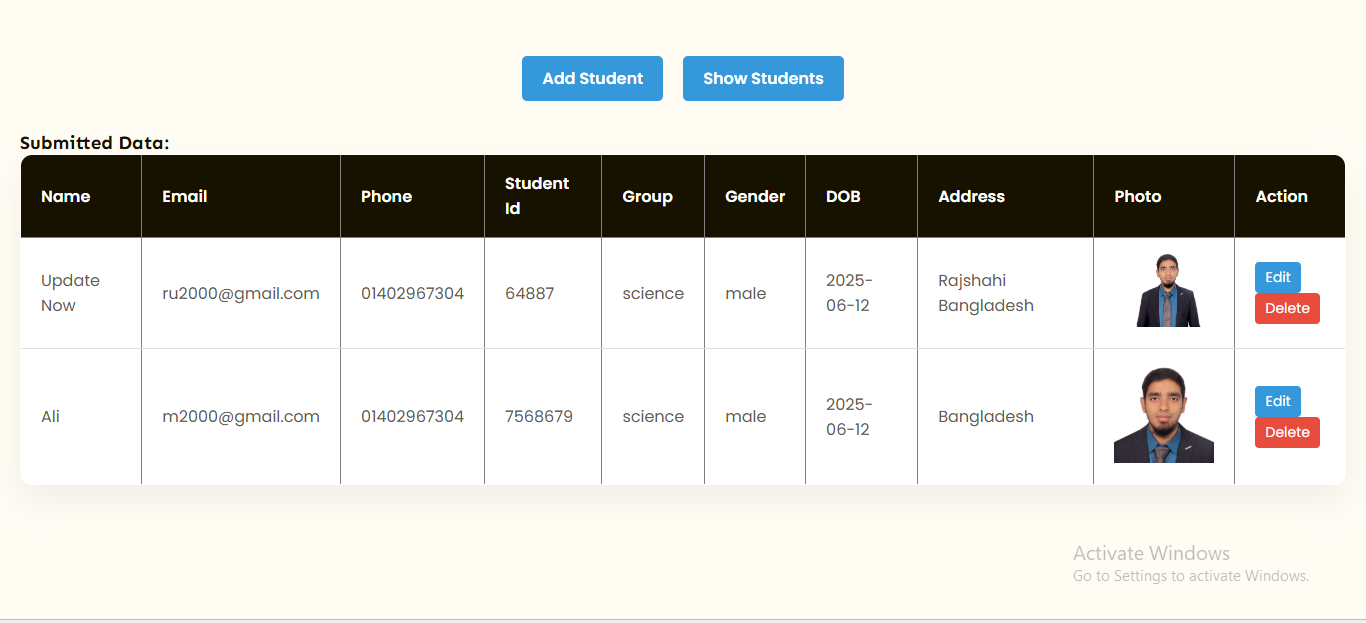 Add Student Show Students
Submitted Data:
Name Email Phone Student Id Group Gender DOB Address Photo Action
Update Now ru2000@gmail.com 01402967304 64887 science male 2025-06-12 Rajshahi Bangladesh Edit Delete
Ali m2000@gmail.com 01402967304 7568679 science male 2025-06-12 Bangladesh Edit Delete
Activate Windows
Go to Settings to activate Windows.